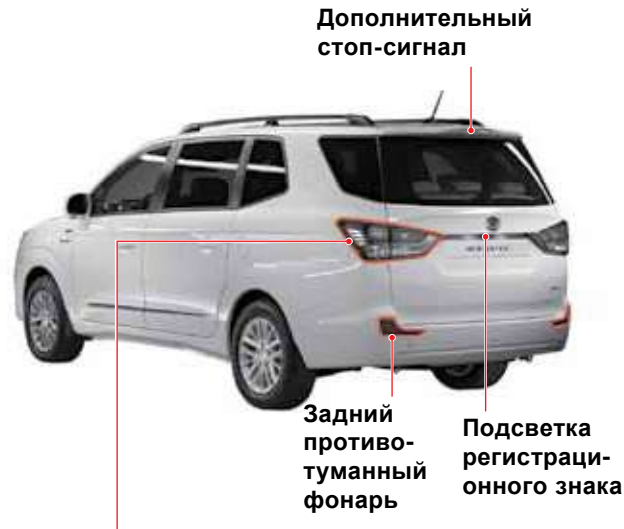 Дополнительный
стоп-сигнал
Задний
противо-
туманный
фонарь
Подсветка
регистраци-
онного знака